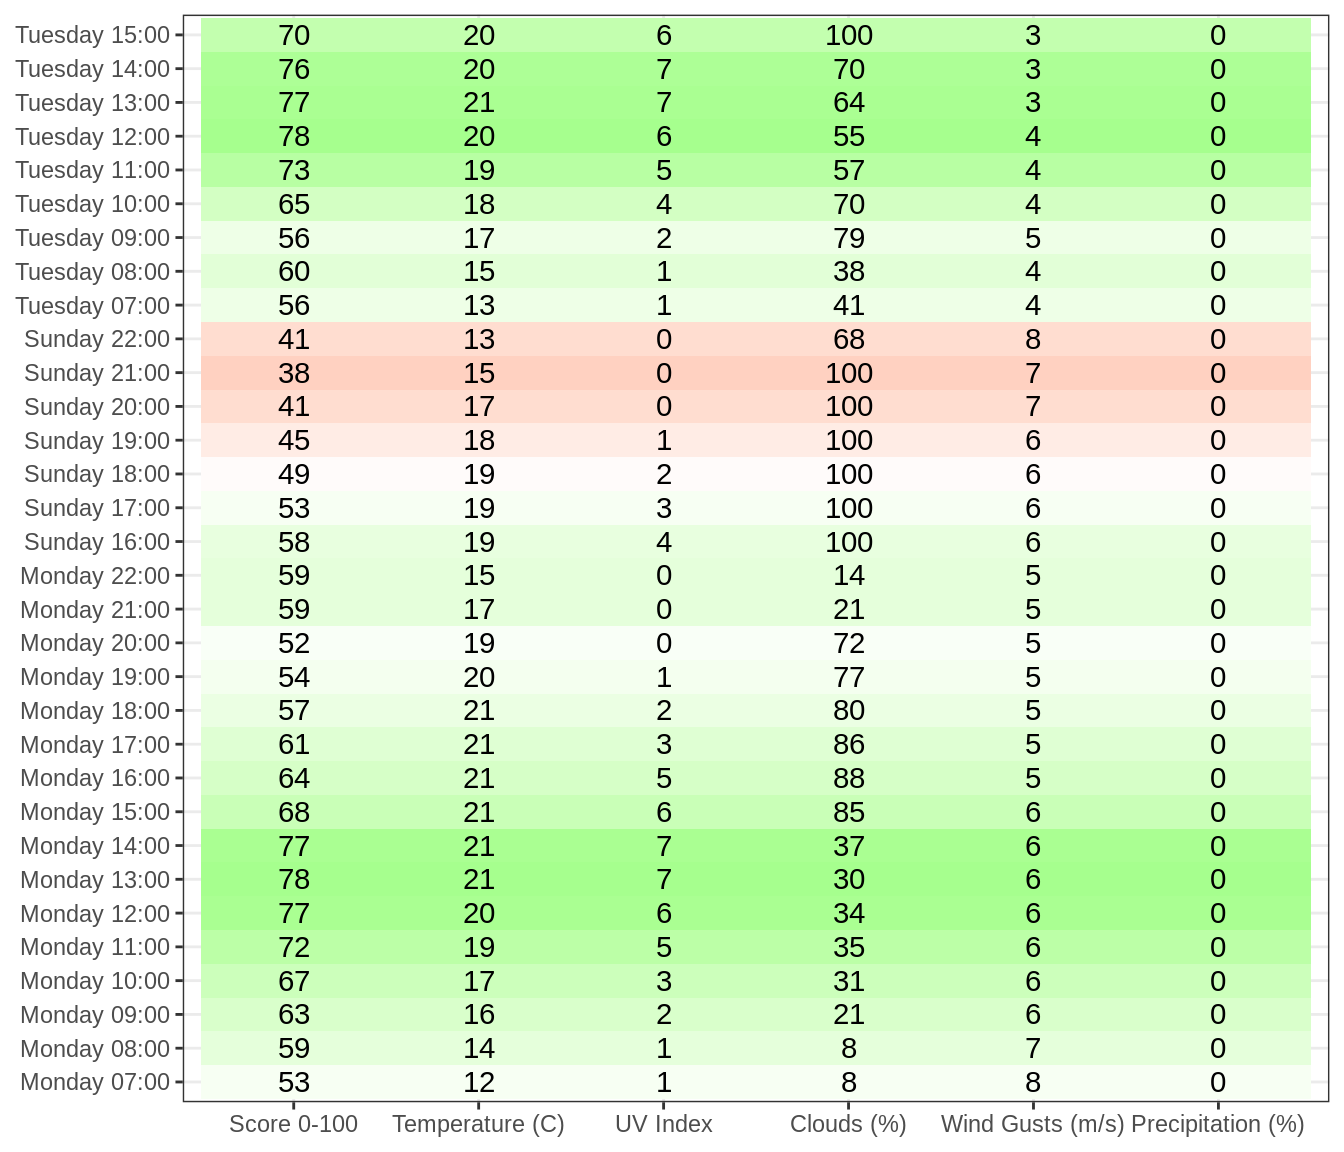 Tuesday 15:00 70 20 6 100 3 0
Tuesday 14:00 76 20 7 70 3 0
Tuesday 13:00 77 21 7 64 3 0
Tuesday 12:00 78 20 6 55 4 0
Tuesday 11:00 73 19 5 57 4 0
Tuesday 10:00 65 18 4 70 4 0
Tuesday 09:00 56 17 2 79 5 0
Tuesday 08:00 60 15 1 38 4 0
Tuesday 07:00 56 13 1 41 4 0
Sunday 22:00 41 13 0 68 8 0
Sunday 21:00 38 15 0 100 7 0
Sunday 20:00 41 17 0 100 7 0
Sunday 19:00 45 18 1 100 6 0
Sunday 18:00 49 19 2 100 6 0
Sunday 17:00 53 19 3 100 6 0
Sunday 16:00 58 19 4 100 6 0
Monday 22:00 59 15 0 14 5 0
Monday 21:00 59 17 0 21 5 0
Monday 20:00 52 19 0 72 5 0
Monday 19:00 54 20 1 77 5 0
Monday 18:00 57 21 2 80 5 0
Monday 17:00 61 21 3 86 5 0
Monday 16:00 64 21 5 88 5 0
Monday 15:00 68 21 6 85 6 0
Monday 14:00 77 21 7 37 6 0
Monday 13:00 78 21 7 30 6 0
Monday 12:00 77 20 6 34 6 0
Monday 11:00 72 19 5 35 6 0
Monday 10:00 67 17 3 31 6 0
Monday 09:00 63 16 2 21 6 0
Monday 08:00 59 14 1 8 7 0
Monday 07:00 53 12 1 8 8 0
Score 0-100 Temperature (C) UV Index Clouds (%) Wind Gusts (m/s) Precipitation (%)